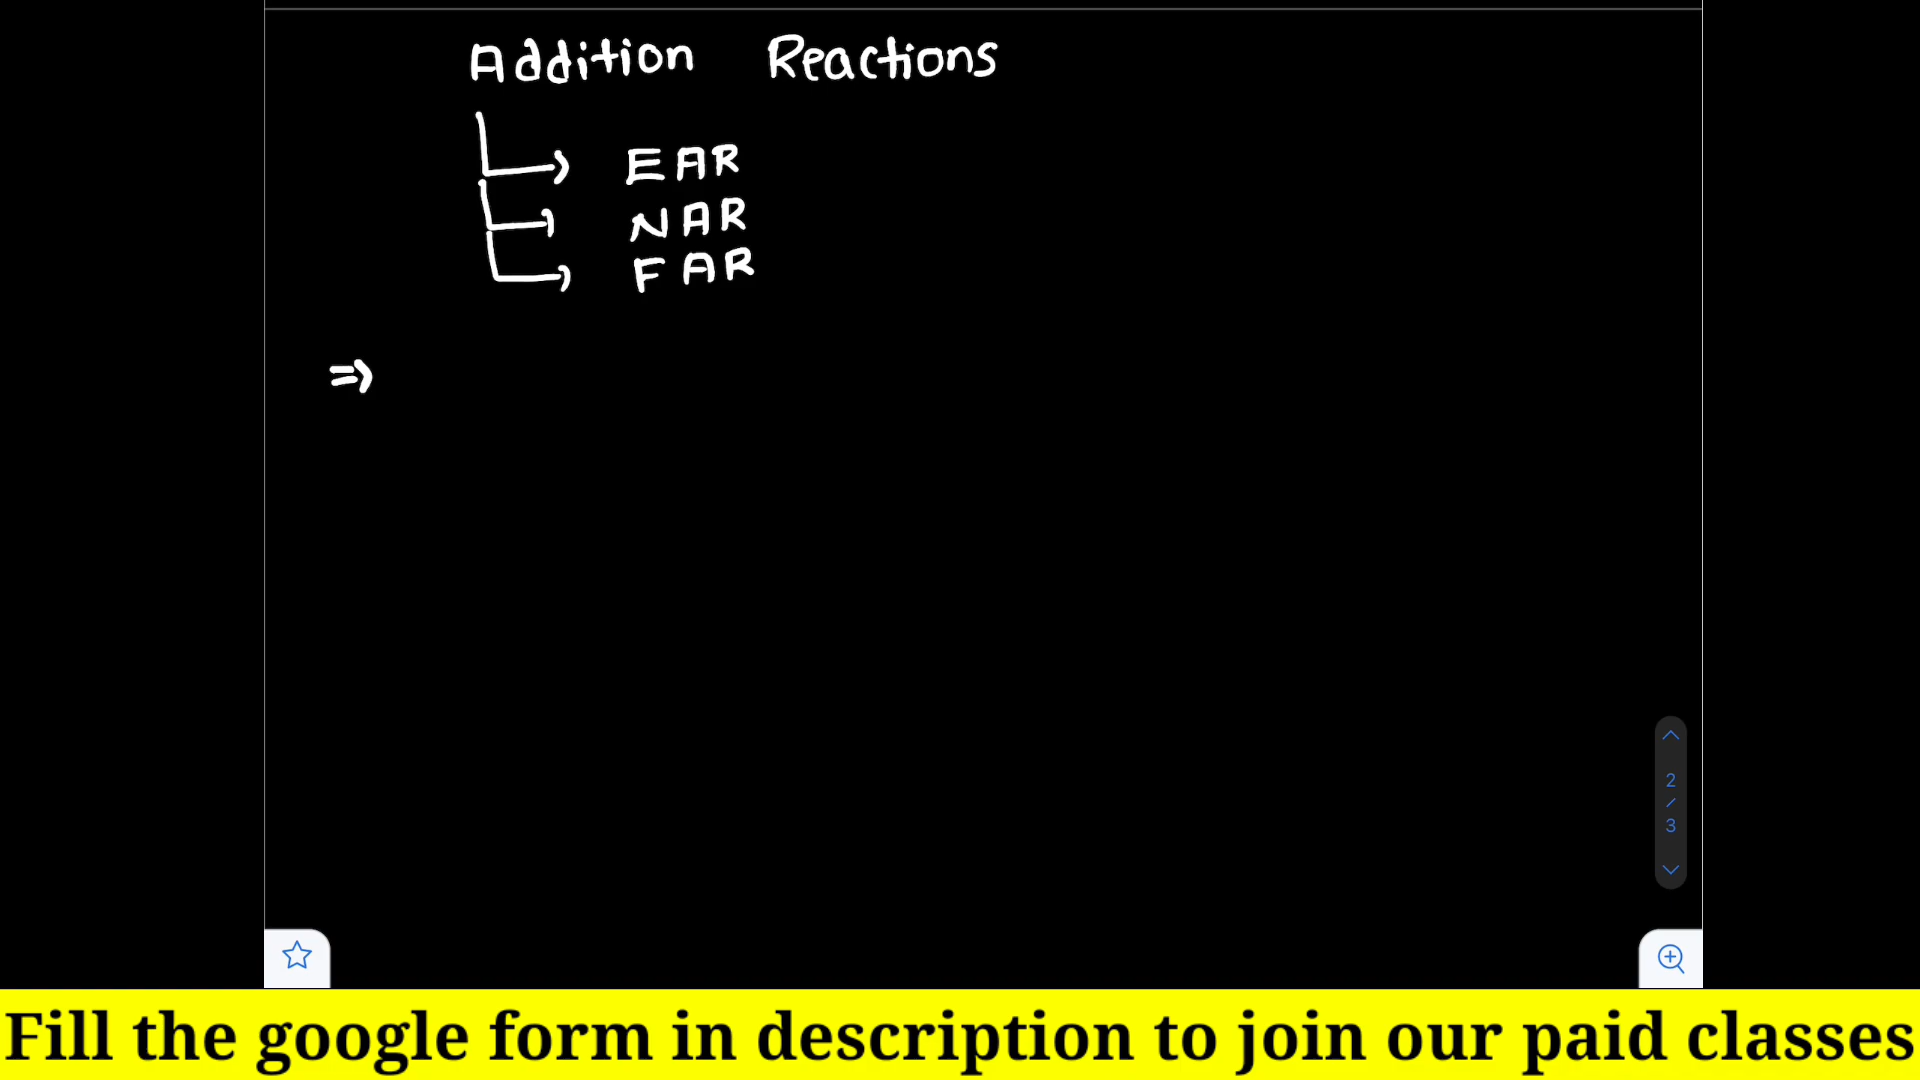 Addition Reactions
EAR
NAR
FAR
⇒
2
/
3
Fill the google form in description to join our paid classes